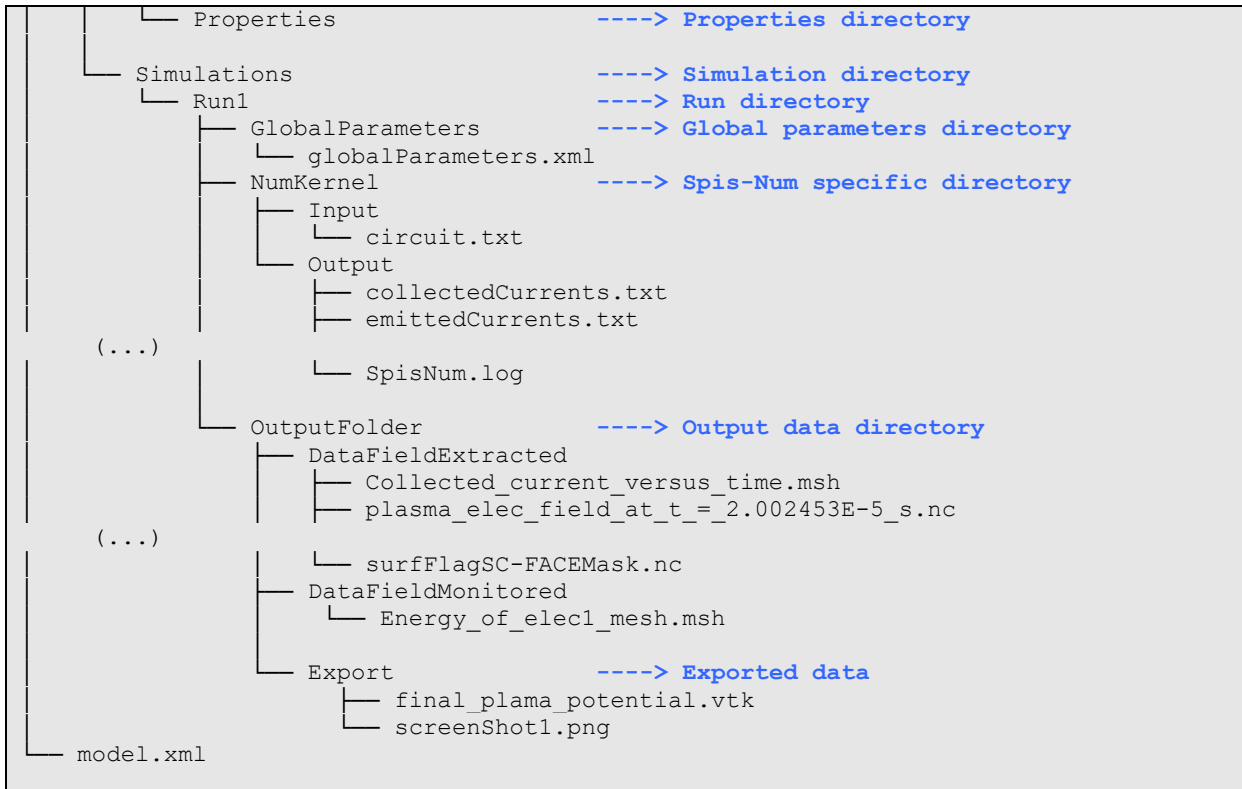 │   │   └── Properties                ----> Properties directory
│   │
│   └── Simulations                   ----> Simulation directory
│       └── Run1                      ----> Run directory
│           ├── GlobalParameters      ----> Global parameters directory
│           │   └── globalParameters.xml
│           ├── NumKernel             ----> Spis-Num specific directory
│           │   ├── Input
│           │   │   └── circuit.txt
│           │   └── Output
│           │       ├── collectedCurrents.txt
│           │       ├── emittedCurrents.txt
(...)
│           │       └── SpisNum.log
│           │
│           └── OutputFolder          ----> Output data directory
│               ├── DataFieldExtracted
│               │   ├── Collected_current_versus_time.msh
│               │   ├── plasma_elec_field_at_t_=_2.002453E-5_s.nc
(...)
│               │   └── surfFlagSC-FACEMask.nc
│               ├── DataFieldMonitored
│               │    └── Energy_of_elec1_mesh.msh
│               │
│               └── Export            ----> Exported data
│                     ├── final_plama_potential.vtk
│                     └── screenShot1.png
└── model.xml